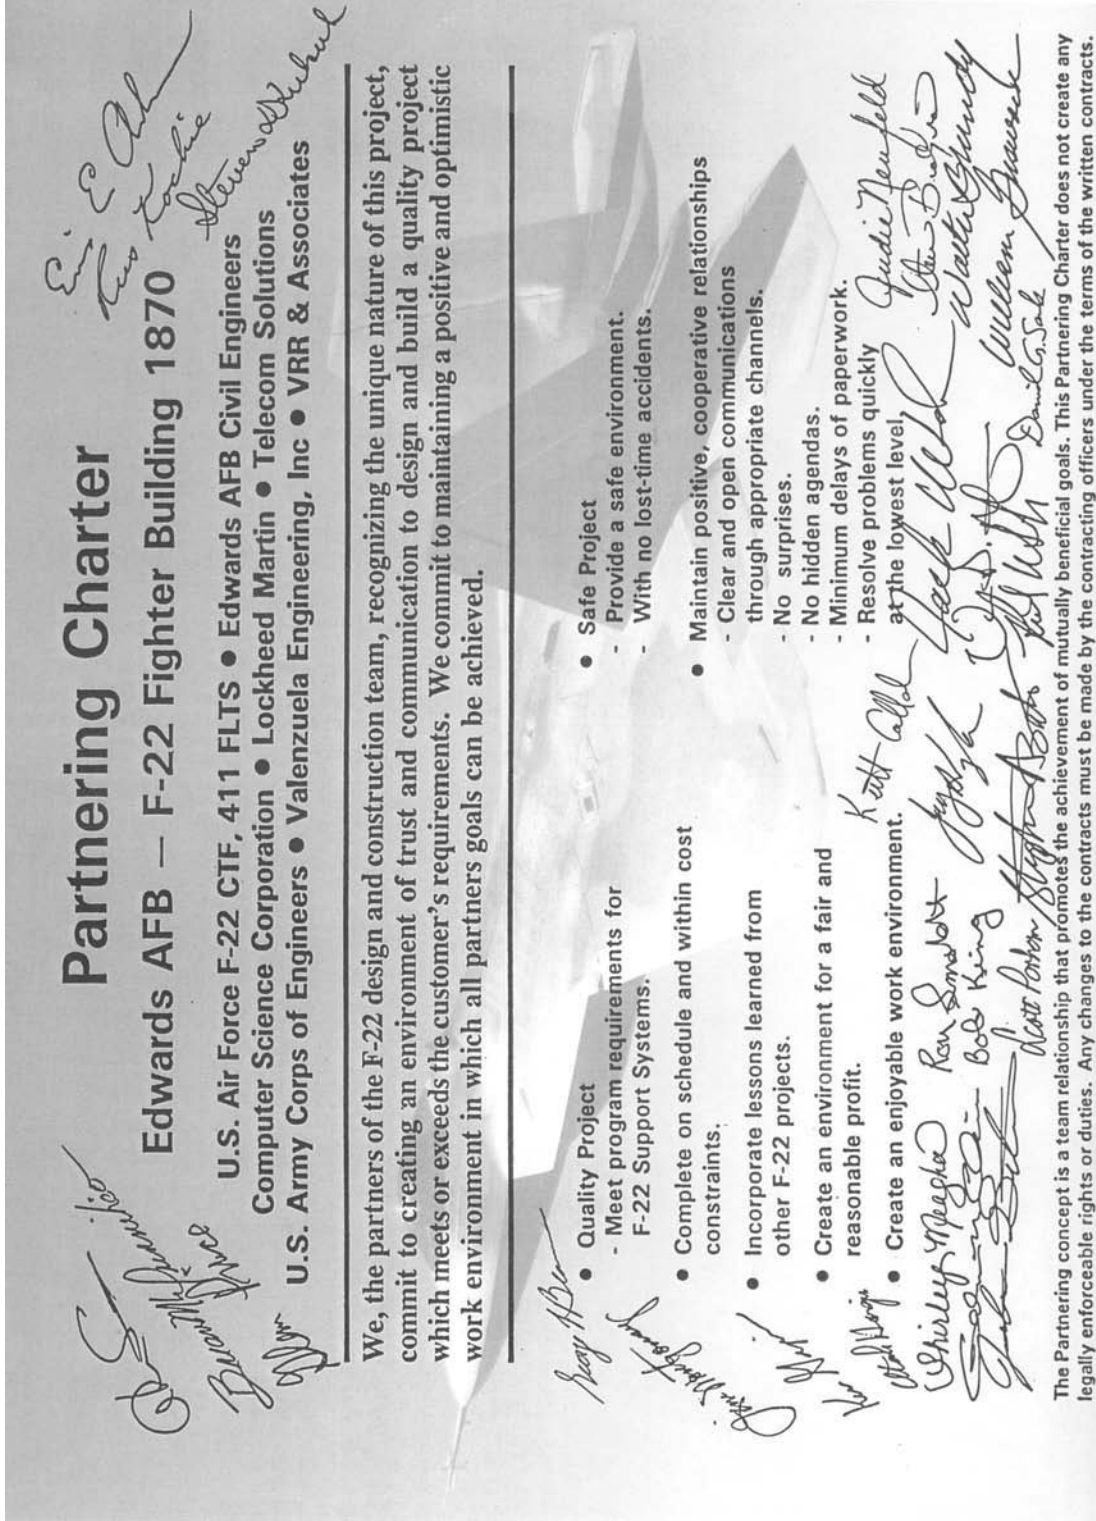 Partnering Charter
Edwards AFB — F-22 Fighter Building 1870
U.S. Air Force F-22 CTF, 411 FLTS ● Edwards AFB Civil Engineers
Computer Science Corporation ● Lockheed Martin ● Telecom Solutions
U.S. Army Corps of Engineers ● Valenzuela Engineering, Inc ● VRR & Associates
We, the partners of the F-22 design and construction team, recognizing the unique nature of this project,
commit to creating an environment of trust and communication to design and build a quality project
which meets or exceeds the customer's requirements. We commit to maintaining a positive and optimistic
work environment in which all partners goals can be achieved.
● Quality Project
- Meet program requirements for
F-22 Support Systems.
● Complete on schedule and within cost
constraints.
● Incorporate lessons learned from
other F-22 projects.
● Create an environment for a fair and
reasonable profit.
● Create an enjoyable work environment.
● Safe Project
- Provide a safe environment.
- With no lost-time accidents.
● Maintain positive, cooperative relationships
- Clear and open communications
through appropriate channels.
- No surprises.
- No hidden agendas.
- Minimum delays of paperwork.
- Resolve problems quickly
at the lowest level.
Judie Neufeld
Shirley Meagha
Bob King
Daniel G. Sala
The Partnering concept is a team relationship that promotes the achievement of mutually beneficial goals. This Partnering Charter does not create any
legally enforceable rights or duties. Any changes to the contracts must be made by the contracting officers under the terms of the written contracts.